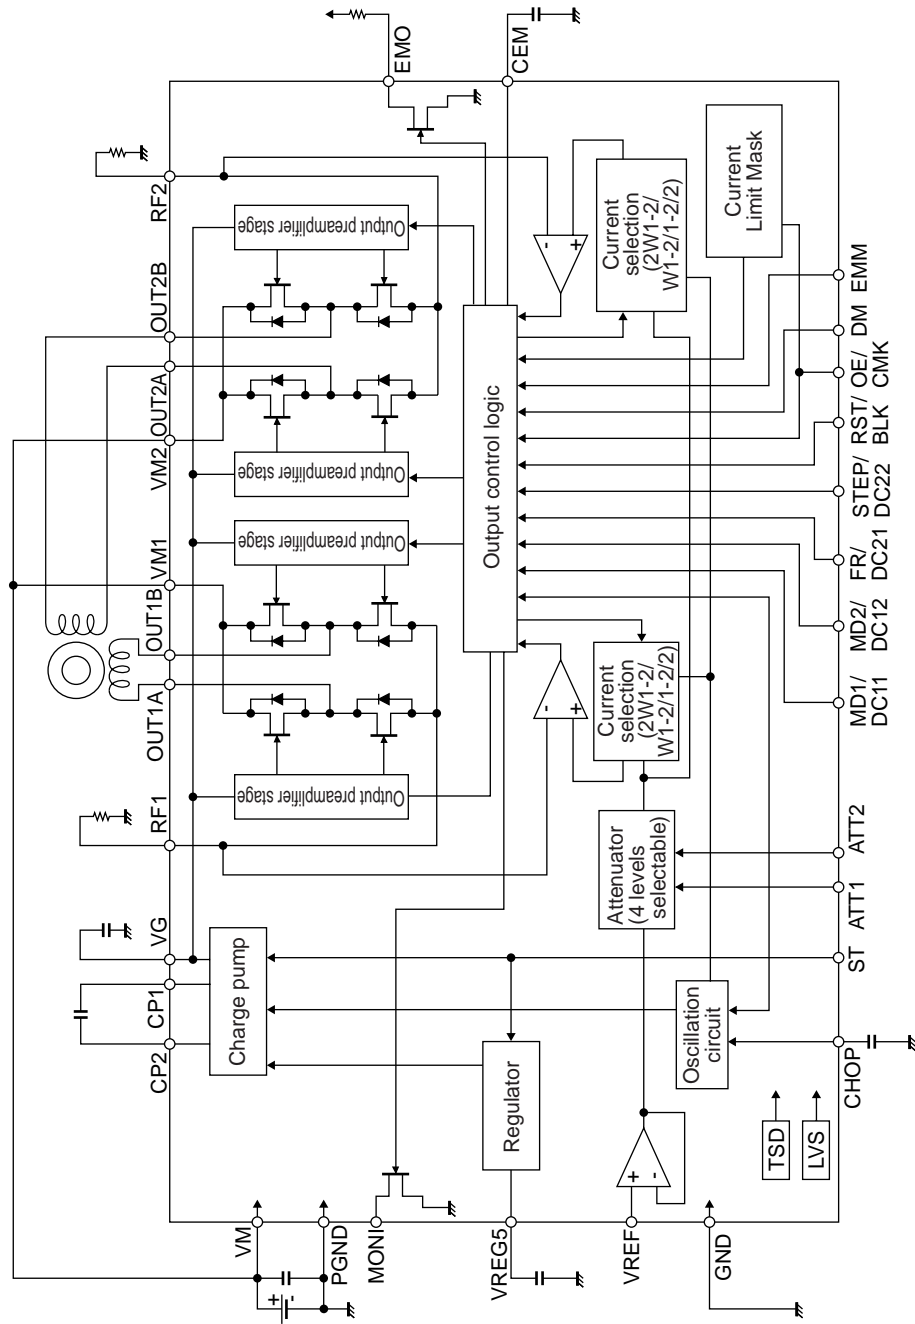 EMO
CEM
RF2
OUT2B
OUT2A
VM2
VM1
OUT1B
OUT1A
RF1
VG
CP1
CP2
Output preamplifier stage
Output preamplifier stage
Output preamplifier stage
Output preamplifier stage
Output control logic
-
+
-
+
Current
selection
(2W1-2/
W1-2/1-2/2)
Current
Limit Mask
Current
selection
(2W1-2/
W1-2/1-2/2)
Attenuator
(4 levels
selectable)
Charge pump
Oscillation
circuit
Regulator
+
-
TSD
LVS
EMM
DM
OE/
CMK
RST/
BLK
STEP/
DC22
FR/
DC21
MD2/
DC12
MD1/
DC11
ATT2
ATT1
ST
CHOP
VM
PGND
MONI
VREG5
VREF
GND
+
-